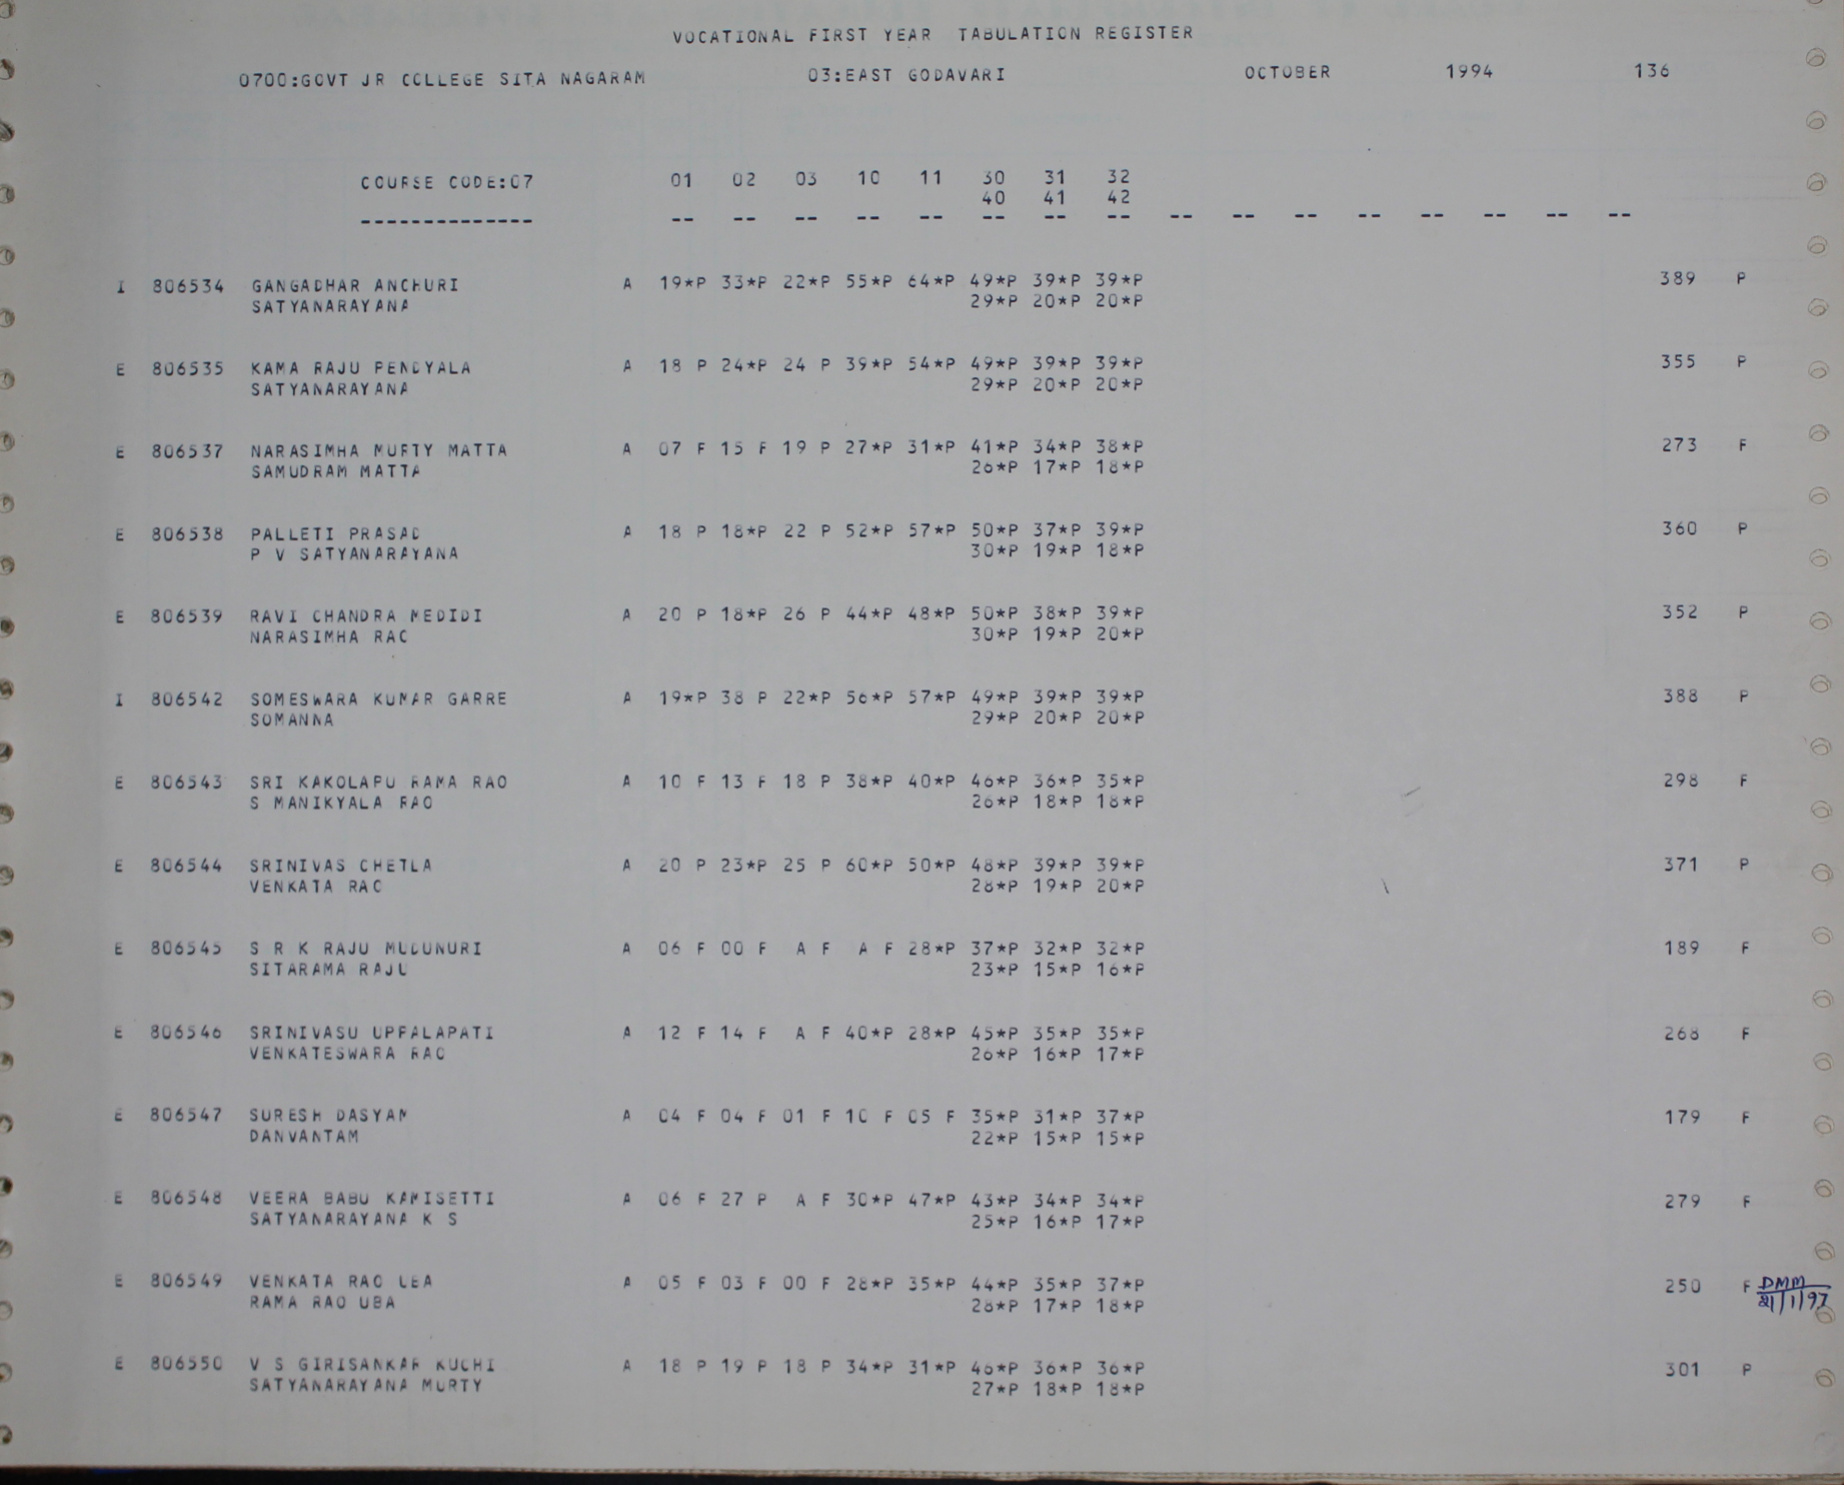 VOCATIONAL FIRST YEAR TABULATION REGISTER
0700:GOVT JR COLLEGE SITA NAGARAM 03:EAST GODAVARI OCTOBER 1994 136
COURSE CODE:07 01 02 03 10 11 30 31 32
40 41 42
-------------- -- -- -- -- -- -- -- -- -- -- -- -- -- -- -- --
I 806534 GANGADHAR ANCHURI A 19*P 33*P 22*P 55*P 64*P 49*P 39*P 39*P 389 P
SATYANARAYANA 29*P 20*P 20*P
E 806535 KAMA RAJU PENDYALA A 18 P 24*P 24 P 39*P 54*P 49*P 39*P 39*P 355 P
SATYANARAYANA 29*P 20*P 20*P
E 806537 NARASIMHA MURTY MATTA A 07 F 15 F 19 P 27*P 31*P 41*P 34*P 38*P 273 F
SAMUDRAM MATTA 26*P 17*P 18*P
E 806538 PALLETI PRASAD A 18 P 18*P 22 P 52*P 57*P 50*P 37*P 39*P 360 P
P V SATYANARAYANA 30*P 19*P 18*P
E 806539 RAVI CHANDRA MEDIDI A 20 P 18*P 26 P 44*P 48*P 50*P 38*P 39*P 352 P
NARASIMHA RAO 30*P 19*P 20*P
I 806542 SOMESWARA KUMAR GARRE A 19*P 38 P 22*P 56*P 57*P 49*P 39*P 39*P 388 P
SOMANNA 29*P 20*P 20*P
E 806543 SRI KAKOLAPU RAMA RAO A 10 F 13 F 18 P 38*P 40*P 46*P 36*P 35*P 298 F
S MANIKYALA RAO 26*P 18*P 18*P
E 806544 SRINIVAS CHETLA A 20 P 23*P 25 P 60*P 50*P 48*P 39*P 39*P 371 P
VENKATA RAO 28*P 19*P 20*P
E 806545 S R K RAJU MUDUNURI A 06 F 00 F A F A F 28*P 37*P 32*P 32*P 189 F
SITARAMA RAJU 23*P 15*P 16*P
E 806546 SRINIVASU UPPALAPATI A 12 F 14 F A F 40*P 28*P 45*P 35*P 35*P 268 F
VENKATESWARA RAO 26*P 16*P 17*P
E 806547 SURESH DASYAM A 04 F 04 F 01 F 10 F 05 F 35*P 31*P 37*P 179 F
DANVANTAM 22*P 15*P 15*P
E 806548 VEERA BABU KAMISETTI A 06 F 27 P A F 30*P 47*P 43*P 34*P 34*P 279 F
SATYANARAYANA K S 25*P 16*P 17*P
E 806549 VENKATA RAO UBA A 05 F 03 F 00 F 28*P 35*P 44*P 35*P 37*P 250 F DMM
RAMA RAO UBA 28*P 17*P 18*P 21/1/97
E 806550 V S GIRISANKAR KUCHI A 18 P 19 P 18 P 34*P 31*P 46*P 36*P 36*P 301 P
SATYANARAYANA MURTY 27*P 18*P 18*P